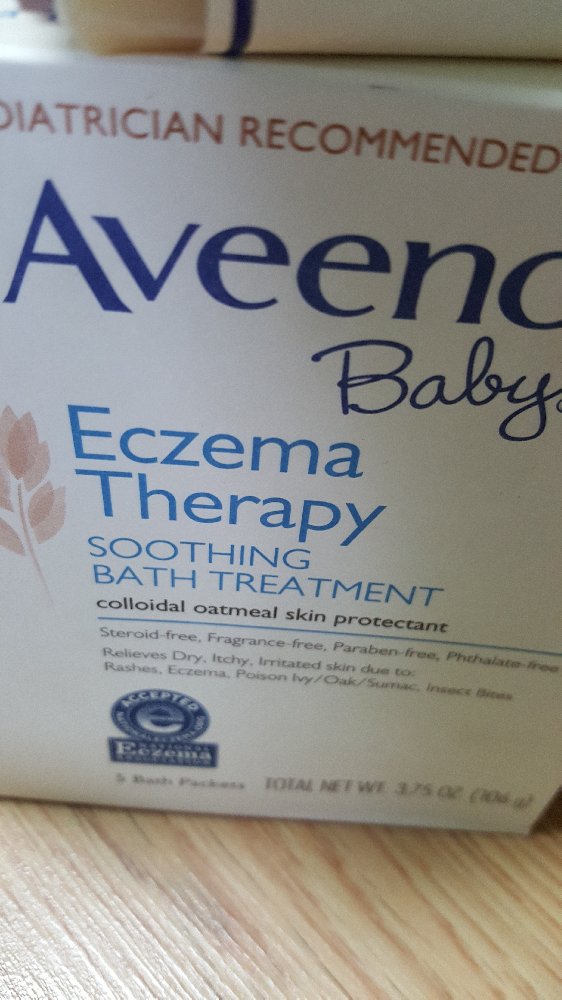 DIATRICIAN RECOMMENDED
Aveeno
Baby
Eczema
Therapy
SOOTHING
BATH TREATMENT
colloidal oatmeal skin protectant
Steroid-free, Fragrance-free, Paraben-free, Phthalate-free
Relieves Dry, Itchy, Irritated skin due to:
Rashes, Eczema, Poison Ivy/Oak/Sumac, Insect Bites
ACCEPTED
Eczema
5 Bath Packets TOTAL NET WT. 3.75 OZ. (106 g)